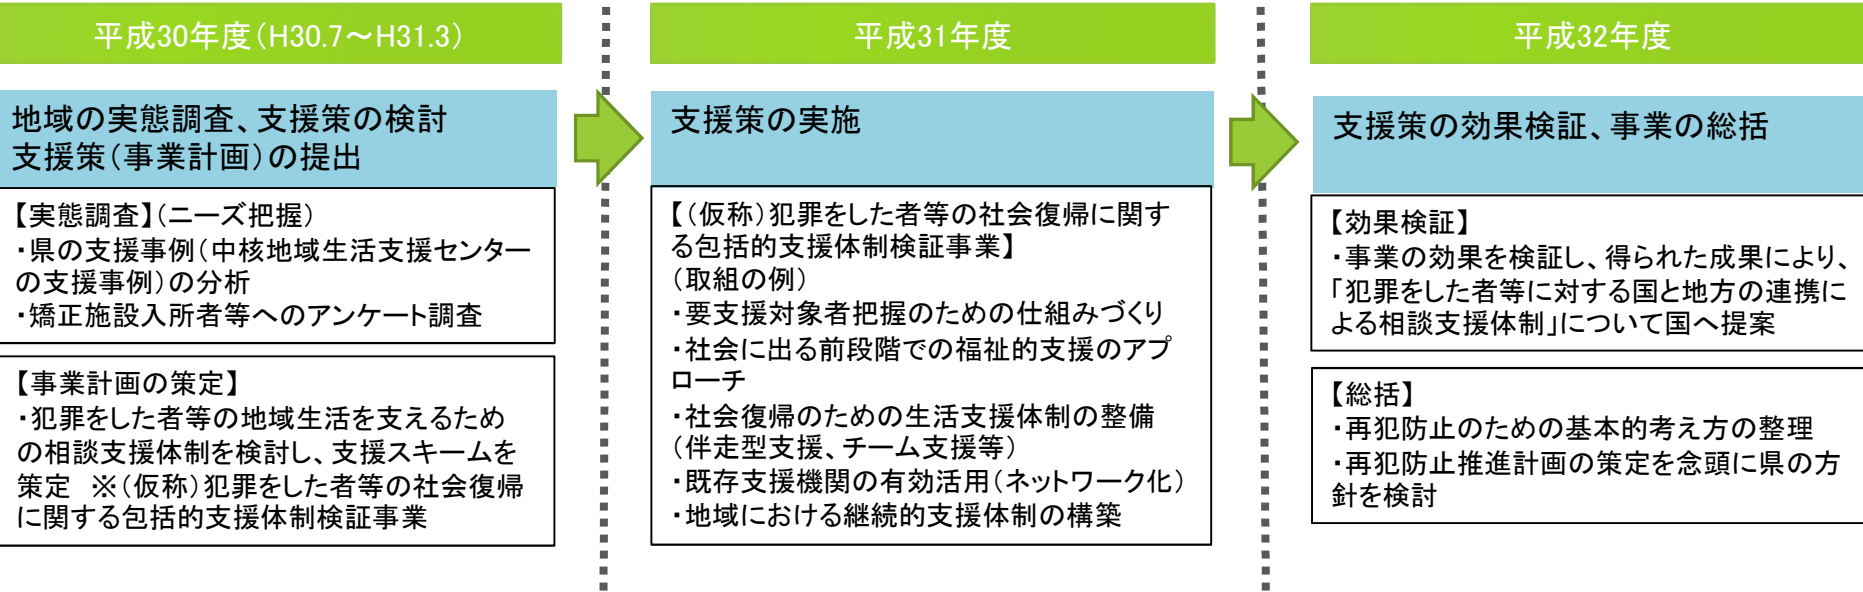 平成30年度(H30.7～H31.3)
地域の実態調査、支援策の検討
支援策(事業計画)の提出
【実態調査】(ニーズ把握)
・県の支援事例(中核地域生活支援センター
の支援事例)の分析
・矯正施設入所者等へのアンケート調査
【事業計画の策定】
・犯罪をした者等の地域生活を支えるため
の相談支援体制を検討し、支援スキームを
策定　※(仮称)犯罪をした者等の社会復帰
に関する包括的支援体制検証事業
平成31年度
支援策の実施
【(仮称)犯罪をした者等の社会復帰に関す
る包括的支援体制検証事業】
(取組の例)
・要支援対象者把握のための仕組みづくり
・社会に出る前段階での福祉的支援のアプ
ローチ
・社会復帰のための生活支援体制の整備
(伴走型支援、チーム支援等)
・既存支援機関の有効活用(ネットワーク化)
・地域における継続的支援体制の構築
平成32年度
支援策の効果検証、事業の総括
【効果検証】
・事業の効果を検証し、得られた成果により、
「犯罪をした者等に対する国と地方の連携に
よる相談支援体制」について国へ提案
【総括】
・再犯防止のための基本的考え方の整理
・再犯防止推進計画の策定を念頭に県の方
針を検討